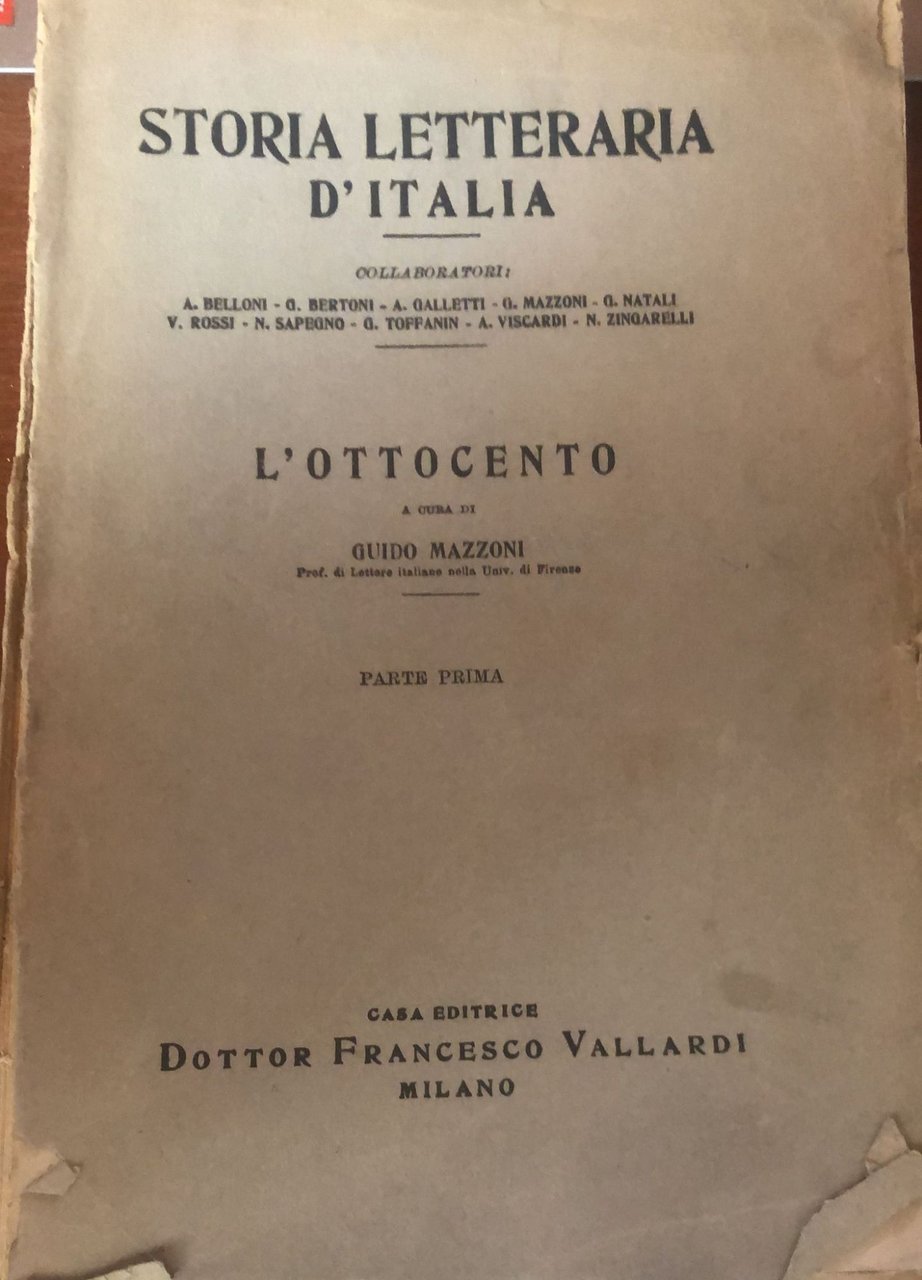 STORIA LETTERARIA
D'ITALIA
COLLABORATORI:
A. BELLONI - G. BERTONI - A. GALLETTI - G. MAZZONI - G. NATALI
V. ROSSI - N. SAPEGNO - G. TOFFANIN - A. VISCARDI - N. ZINGARELLI
L'OTTOCENTO
A CURA DI
GUIDO MAZZONI
Prof. di Lettere italiane nella Univ. di Firenze
PARTE PRIMA
CASA EDITRICE
DOTTOR FRANCESCO VALLARDI
MILANO